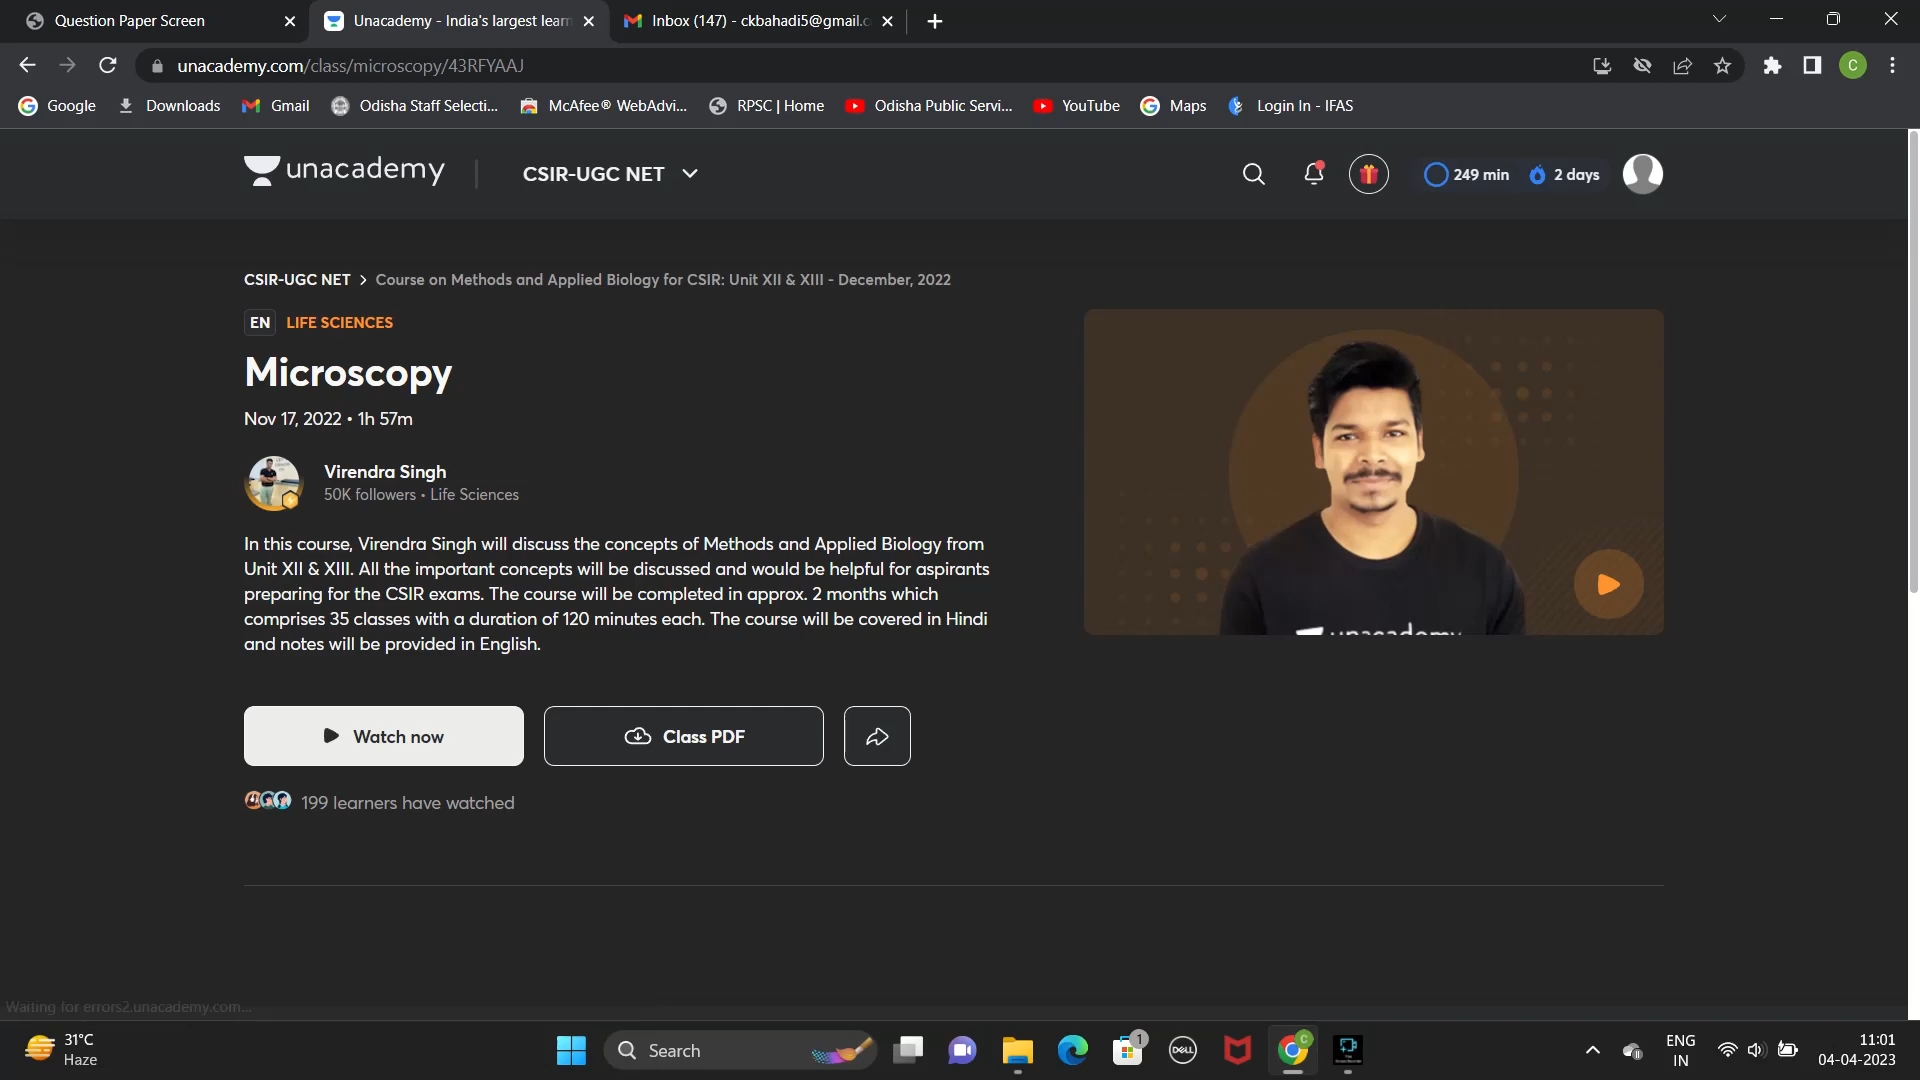 Question Paper Screen
Unacademy - India's largest learn
Inbox (147) - ckbahadi5@gmail.c
unacademy.com/class/microscopy/43RFYAAJ
Google
Downloads
Gmail
Odisha Staff Selecti...
McAfee® WebAdvi...
RPSC | Home
Odisha Public Servi...
YouTube
Maps
Login In - IFAS
unacademy
CSIR-UGC NET
249 min
2 days
CSIR-UGC NET > Course on Methods and Applied Biology for CSIR: Unit XII & XIII - December, 2022
EN LIFE SCIENCES
Microscopy
Nov 17, 2022 • 1h 57m
Virendra Singh
50K followers • Life Sciences
In this course, Virendra Singh will discuss the concepts of Methods and Applied Biology from
Unit XII & XIII. All the important concepts will be discussed and would be helpful for aspirants
preparing for the CSIR exams. The course will be completed in approx. 2 months which
comprises 35 classes with a duration of 120 minutes each. The course will be covered in Hindi
and notes will be provided in English.
unacademy
Watch now
Class PDF
199 learners have watched
Waiting for errors2.unacademy.com...
31°C
Haze
Search
1
DELL
C
ENG
IN
11:01
04-04-2023